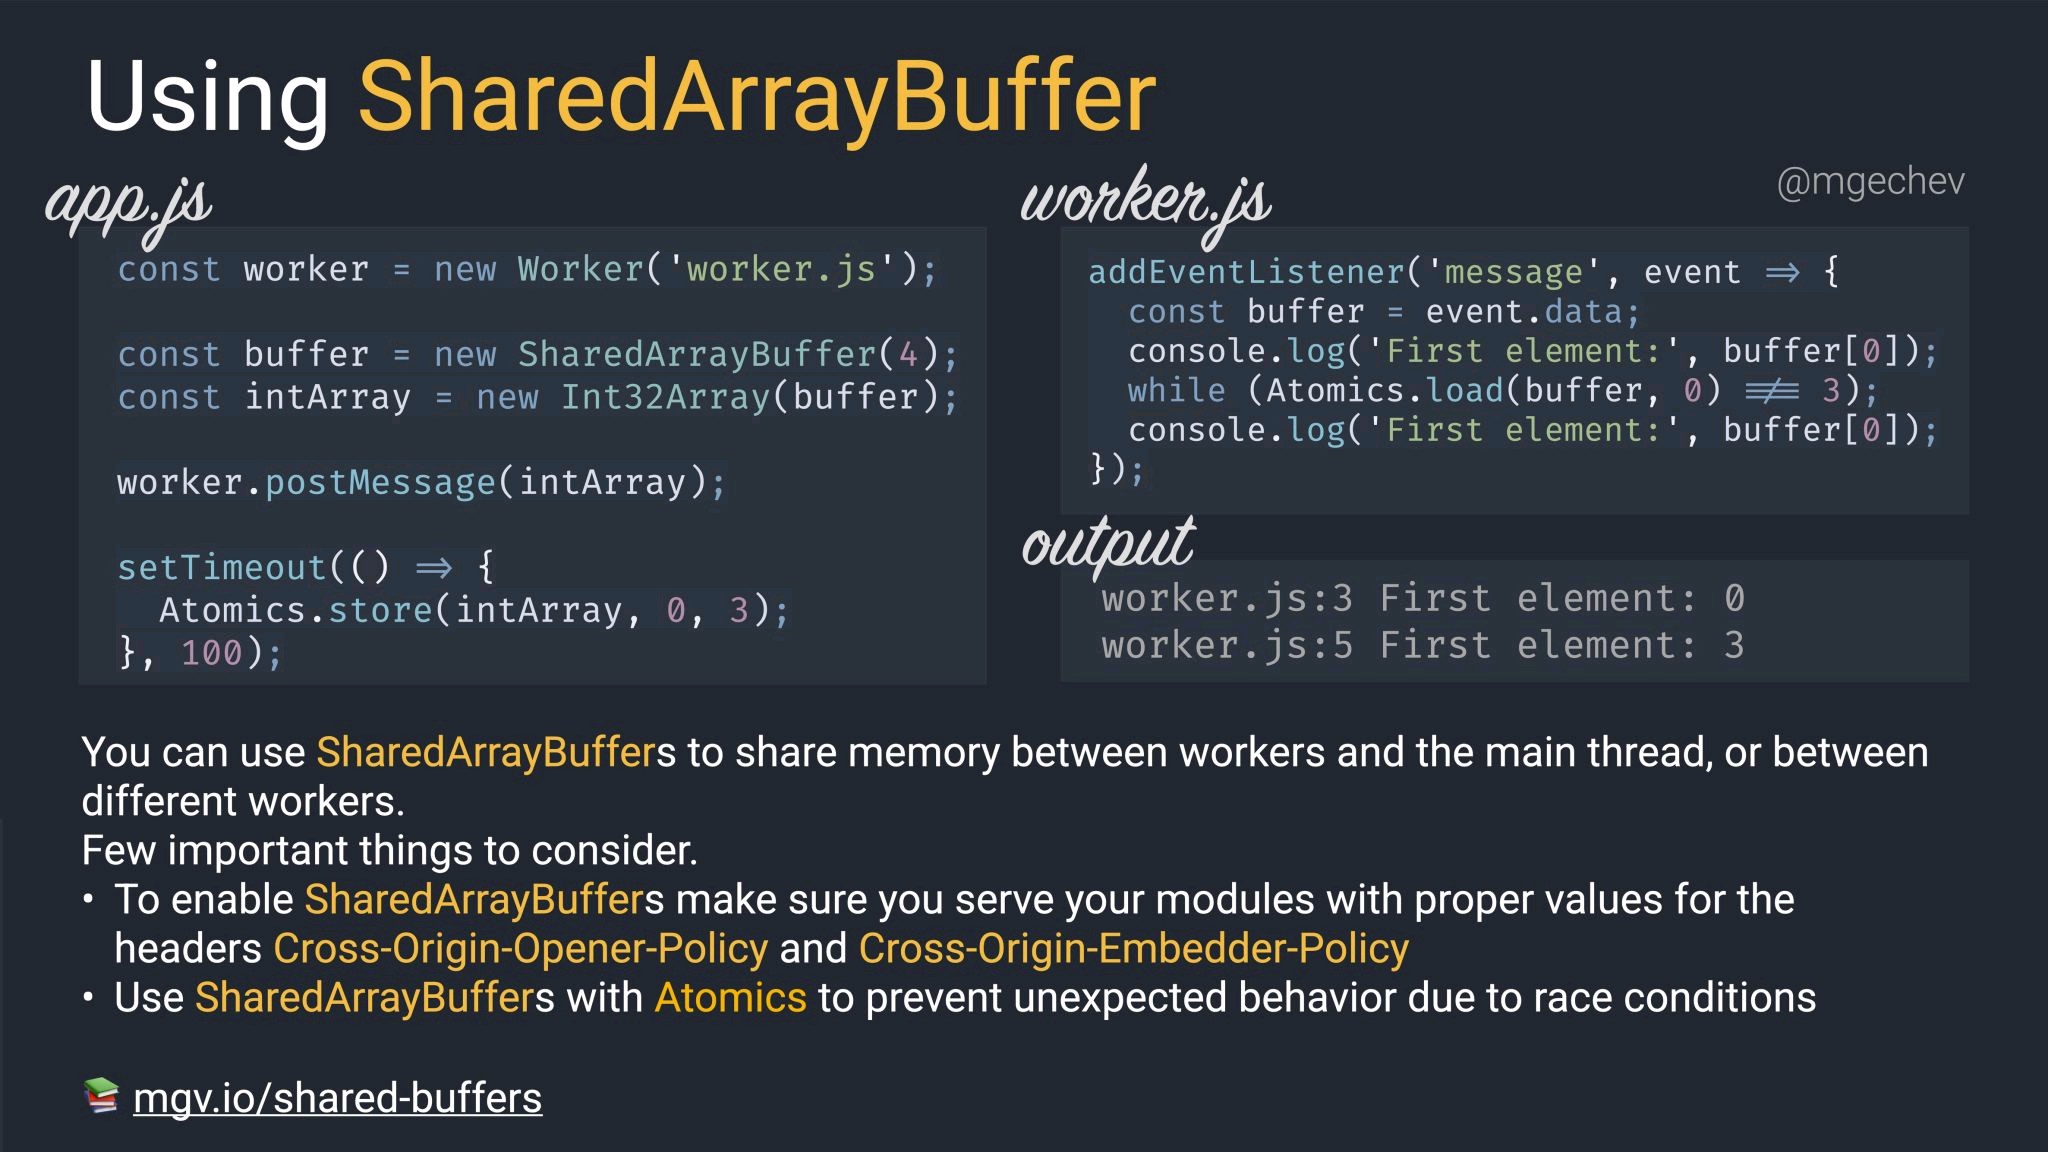 Using SharedArrayBuffer
@mgechev
app.js
const worker = new Worker('worker.js');
const buffer = new SharedArrayBuffer(4);
const intArray = new Int32Array(buffer);
worker.postMessage(intArray);
setTimeout(() => {
  Atomics.store(intArray, 0, 3);
}, 100);
worker.js
addEventListener('message', event => {
  const buffer = event.data;
  console.log('First element:', buffer[0]);
  while (Atomics.load(buffer, 0) !== 3);
  console.log('First element:', buffer[0]);
});
output
worker.js:3 First element: 0
worker.js:5 First element: 3
You can use SharedArrayBuffers to share memory between workers and the main thread, or between
different workers.
Few important things to consider.
• To enable SharedArrayBuffers make sure you serve your modules with proper values for the
headers Cross-Origin-Opener-Policy and Cross-Origin-Embedder-Policy
• Use SharedArrayBuffers with Atomics to prevent unexpected behavior due to race conditions
📚 mgv.io/shared-buffers